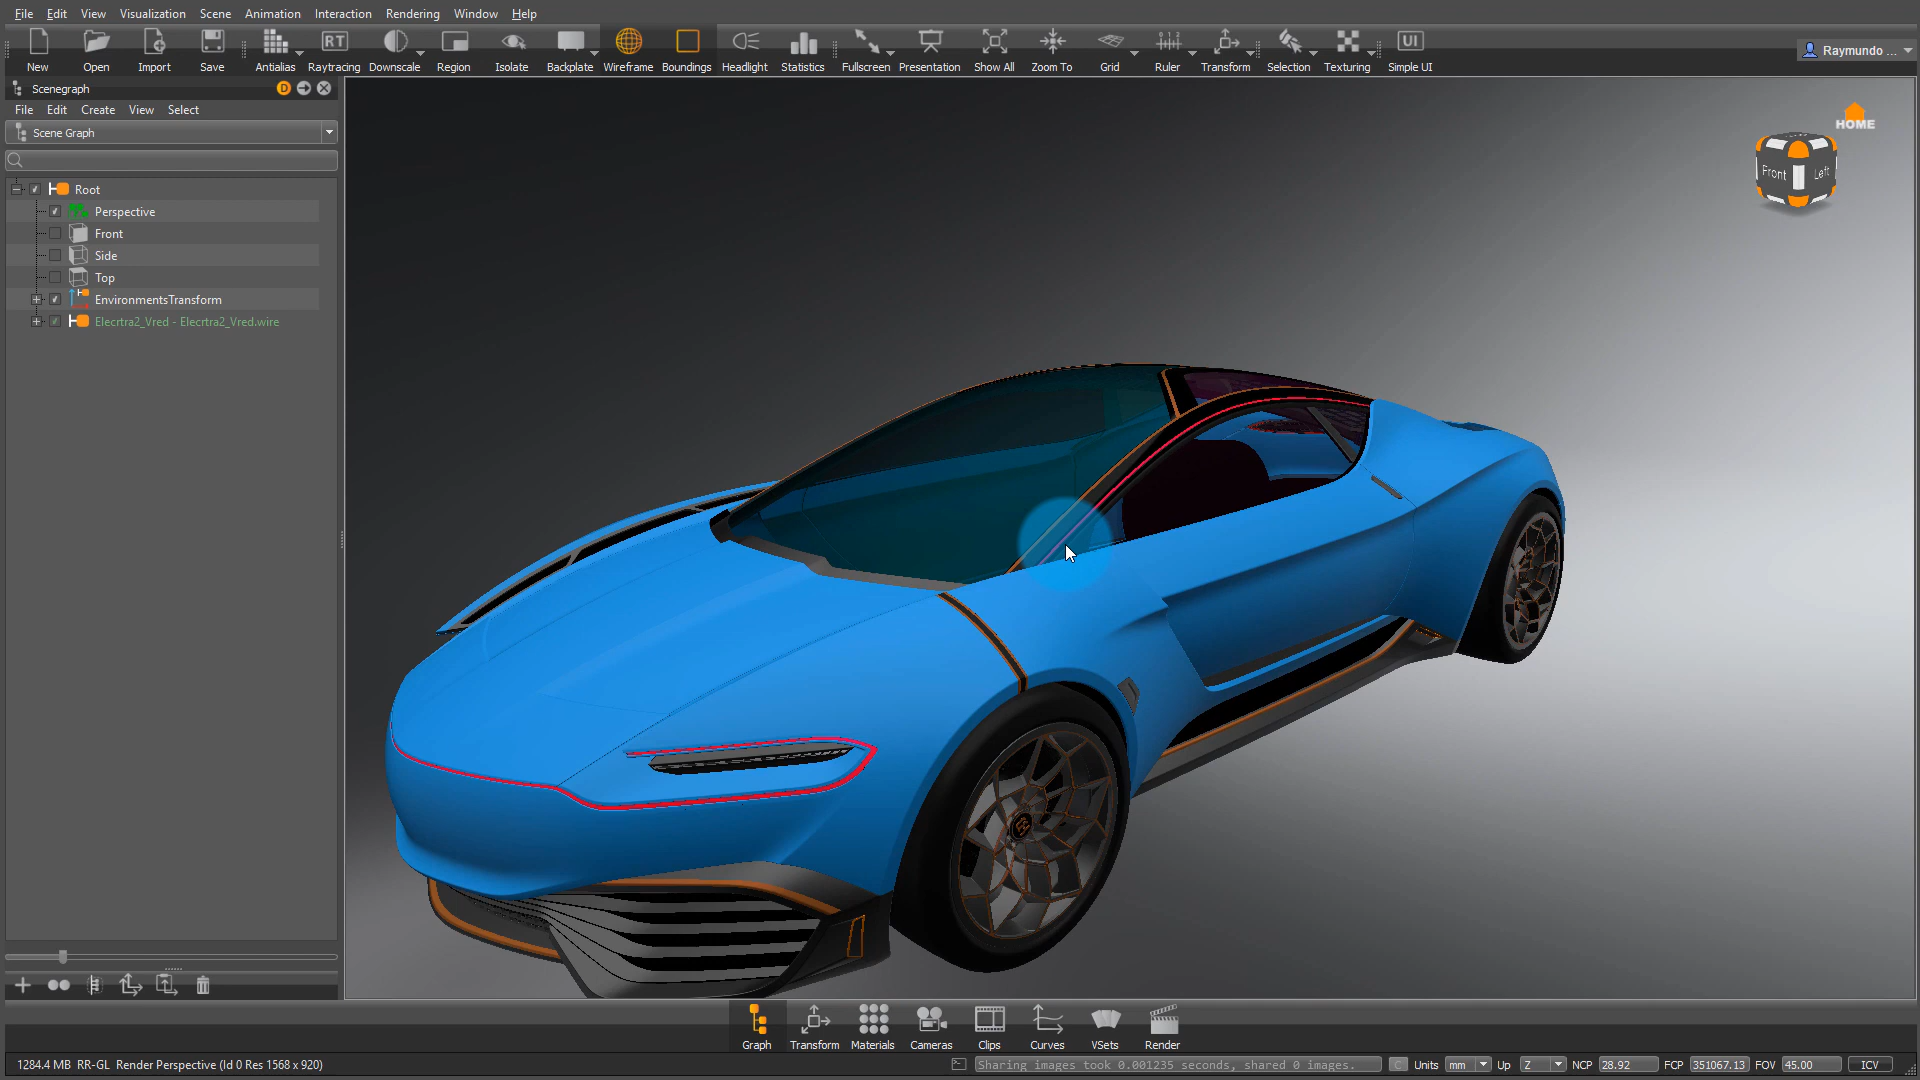 File Edit View Visualization Scene Animation Interaction Rendering Window Help
New Open Import Save Antialias Raytracing Downscale Region Isolate Backplate Wireframe Boundings Headlight Statistics Fullscreen Presentation Show All Zoom To Grid Ruler Transform Selection Texturing Simple UI
RT
UI
Raymundo ...
Scenegraph
D
File Edit Create View Select
Scene Graph
Root
Perspective
Front
Side
Top
EnvironmentsTransform
Elecrtra2_Vred - Elecrtra2_Vred.wire
HOME
Front Left
Graph Transform Materials Cameras Clips Curves VSets Render
1284.4 MB RR-GL Render Perspective (Id 0 Res 1568 x 920)
Sharing images took 0.001235 seconds, shared 0 images.
C Units mm Up Z NCP 28.92 FCP 351067.13 FOV 45.00 ICV